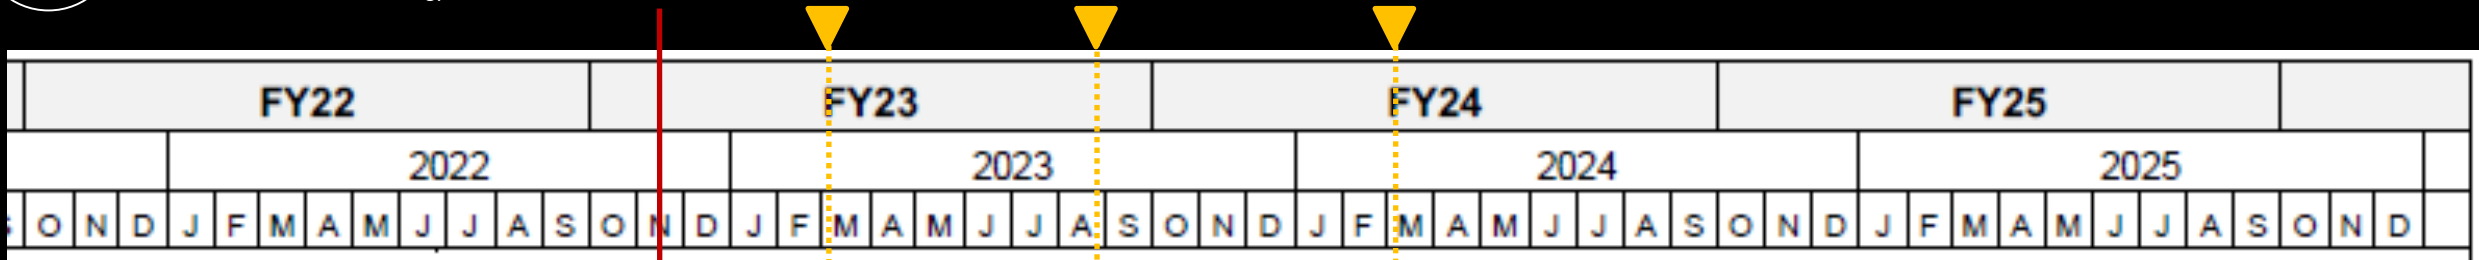 FY22 FY23 FY24 FY25
2022 2023 2024 2025
O N D J F M A M J J A S O N D J F M A M J J A S O N D J F M A M J J A S O N D J F M A M J J A S O N D